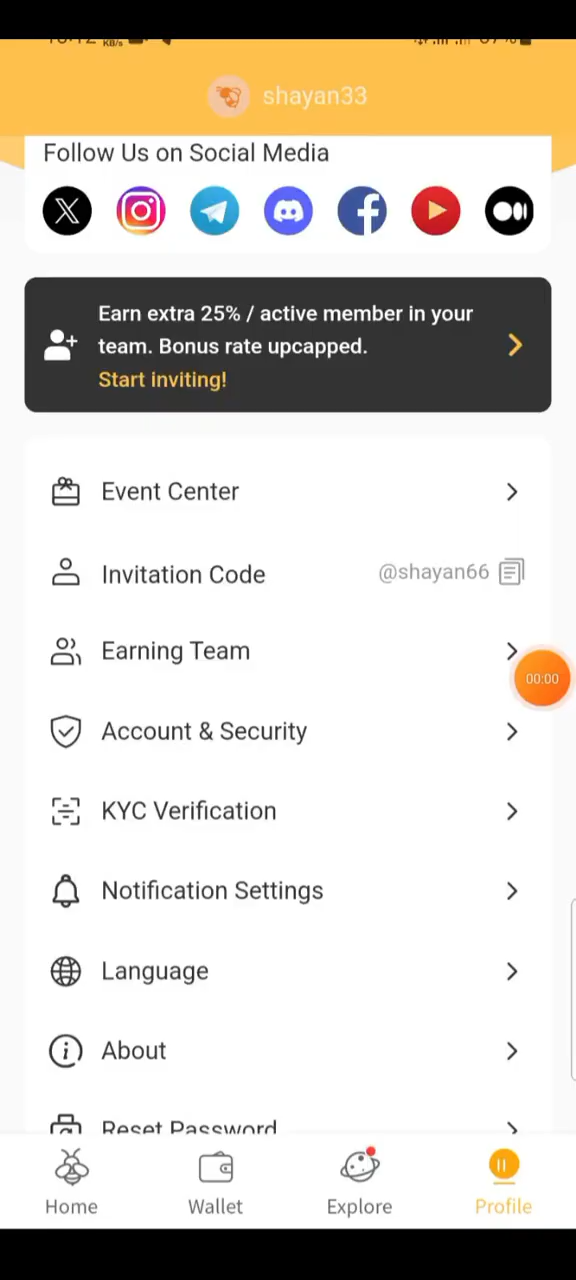 KB/s
shayan33
Follow Us on Social Media
Earn extra 25% / active member in your
team. Bonus rate upcapped.
Start inviting!
Event Center
Invitation Code @shayan66
Earning Team
00:00
Account & Security
KYC Verification
Notification Settings
Language
About
Reset Password
Home Wallet Explore Profile